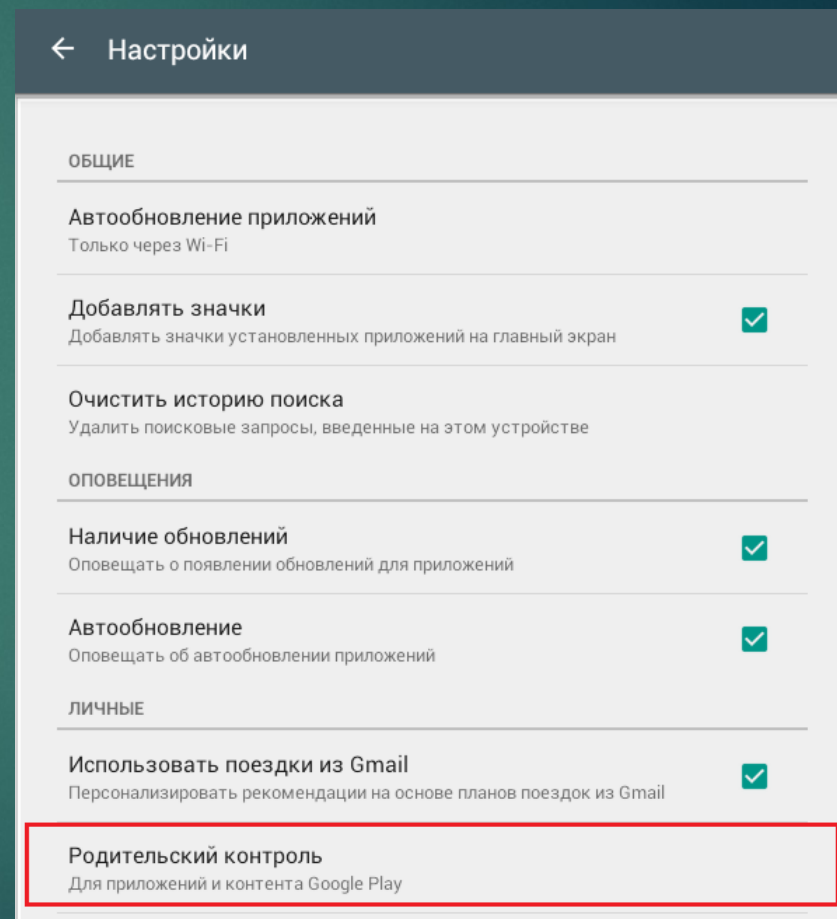 Настройки
ОБЩИЕ
Автообновление приложений
Только через Wi-Fi
Добавлять значки
Добавлять значки установленных приложений на главный экран
Очистить историю поиска
Удалить поисковые запросы, введенные на этом устройстве
ОПОВЕЩЕНИЯ
Наличие обновлений
Оповещать о появлении обновлений для приложений
Автообновление
Оповещать об автообновлении приложений
ЛИЧНЫЕ
Использовать поездки из Gmail
Персонализировать рекомендации на основе планов поездок из Gmail
Родительский контроль
Для приложений и контента Google Play